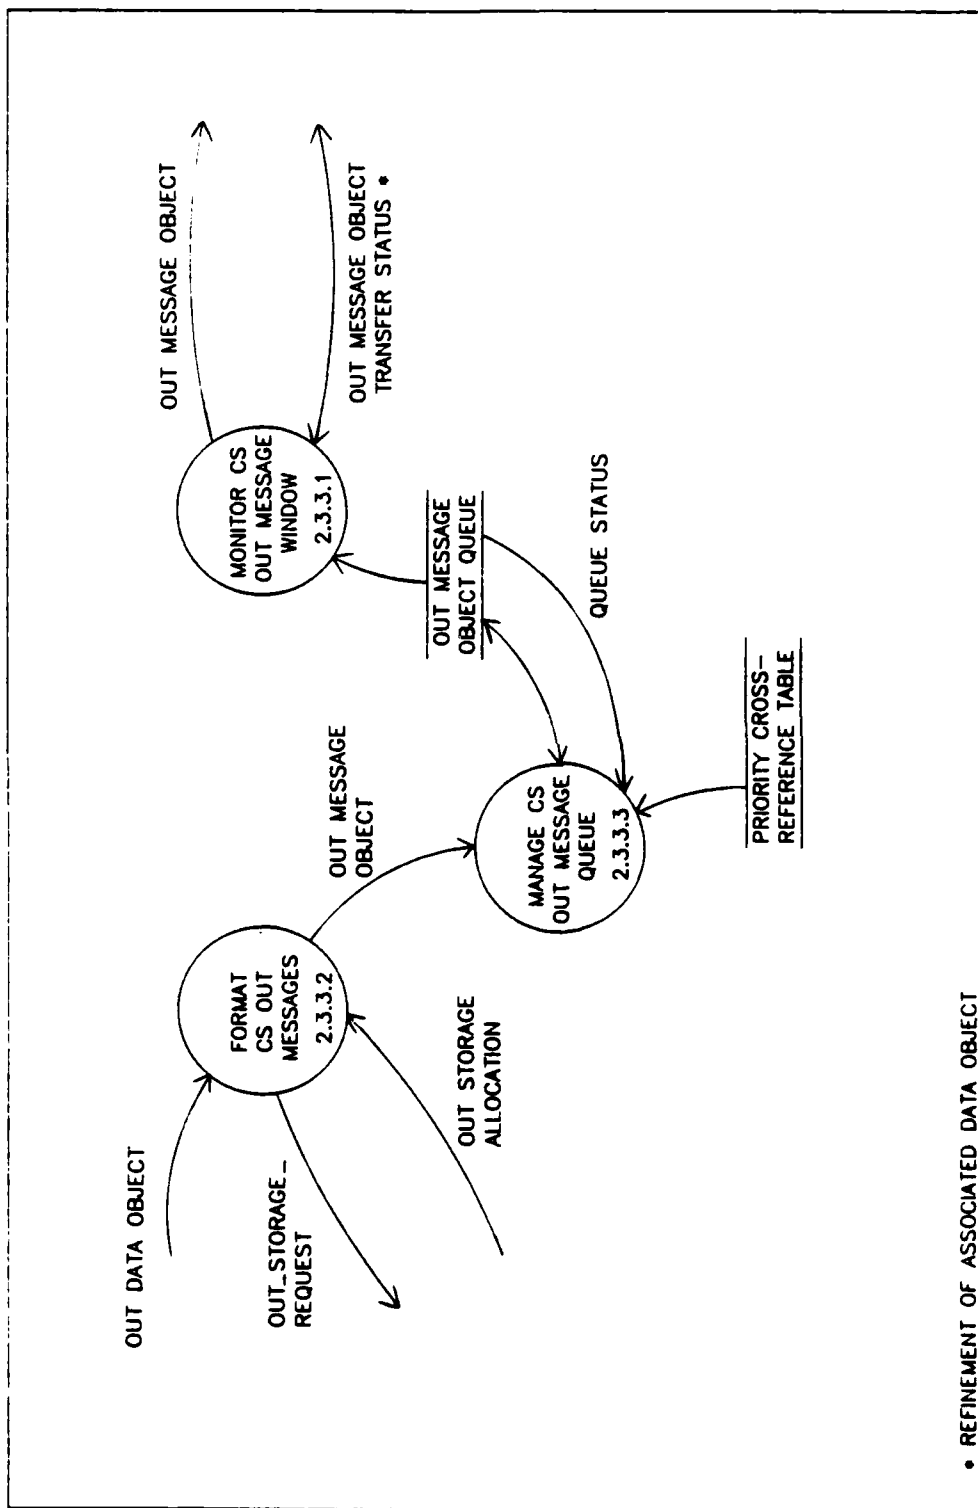 OUT DATA OBJECT
OUT_STORAGE_
REQUEST
FORMAT
CS OUT
MESSAGES
2.3.3.2
OUT STORAGE
ALLOCATION
OUT MESSAGE
OBJECT
MANAGE CS
OUT MESSAGE
QUEUE
2.3.3.3
PRIORITY CROSS-
REFERENCE TABLE
OUT MESSAGE
OBJECT QUEUE
QUEUE STATUS
MONITOR CS
OUT MESSAGE
WINDOW
2.3.3.1
OUT MESSAGE OBJECT
OUT MESSAGE OBJECT
TRANSFER STATUS *
* REFINEMENT OF ASSOCIATED DATA OBJECT